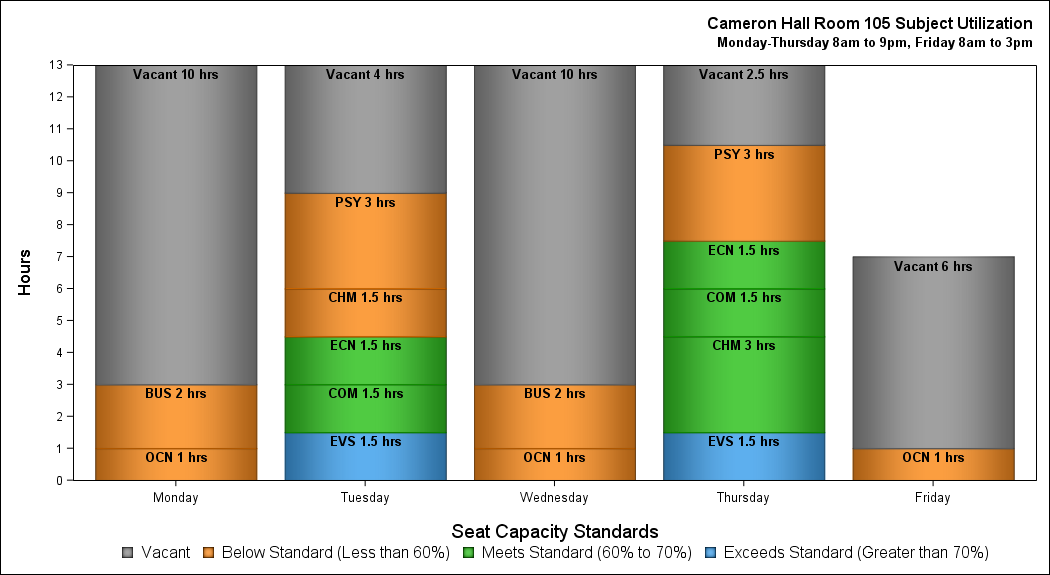 Cameron Hall Room 105 Subject Utilization
Monday-Thursday 8am to 9pm, Friday 8am to 3pm
Hours
13
12
11
10
9
8
7
6
5
4
3
2
1
0
Vacant 10 hrs
BUS 2 hrs
OCN 1 hrs
Vacant 4 hrs
PSY 3 hrs
CHM 1.5 hrs
ECN 1.5 hrs
COM 1.5 hrs
EVS 1.5 hrs
Vacant 10 hrs
BUS 2 hrs
OCN 1 hrs
Vacant 2.5 hrs
PSY 3 hrs
ECN 1.5 hrs
COM 1.5 hrs
CHM 3 hrs
EVS 1.5 hrs
Vacant 6 hrs
OCN 1 hrs
Monday Tuesday Wednesday Thursday Friday
Seat Capacity Standards
Vacant Below Standard (Less than 60%) Meets Standard (60% to 70%) Exceeds Standard (Greater than 70%)